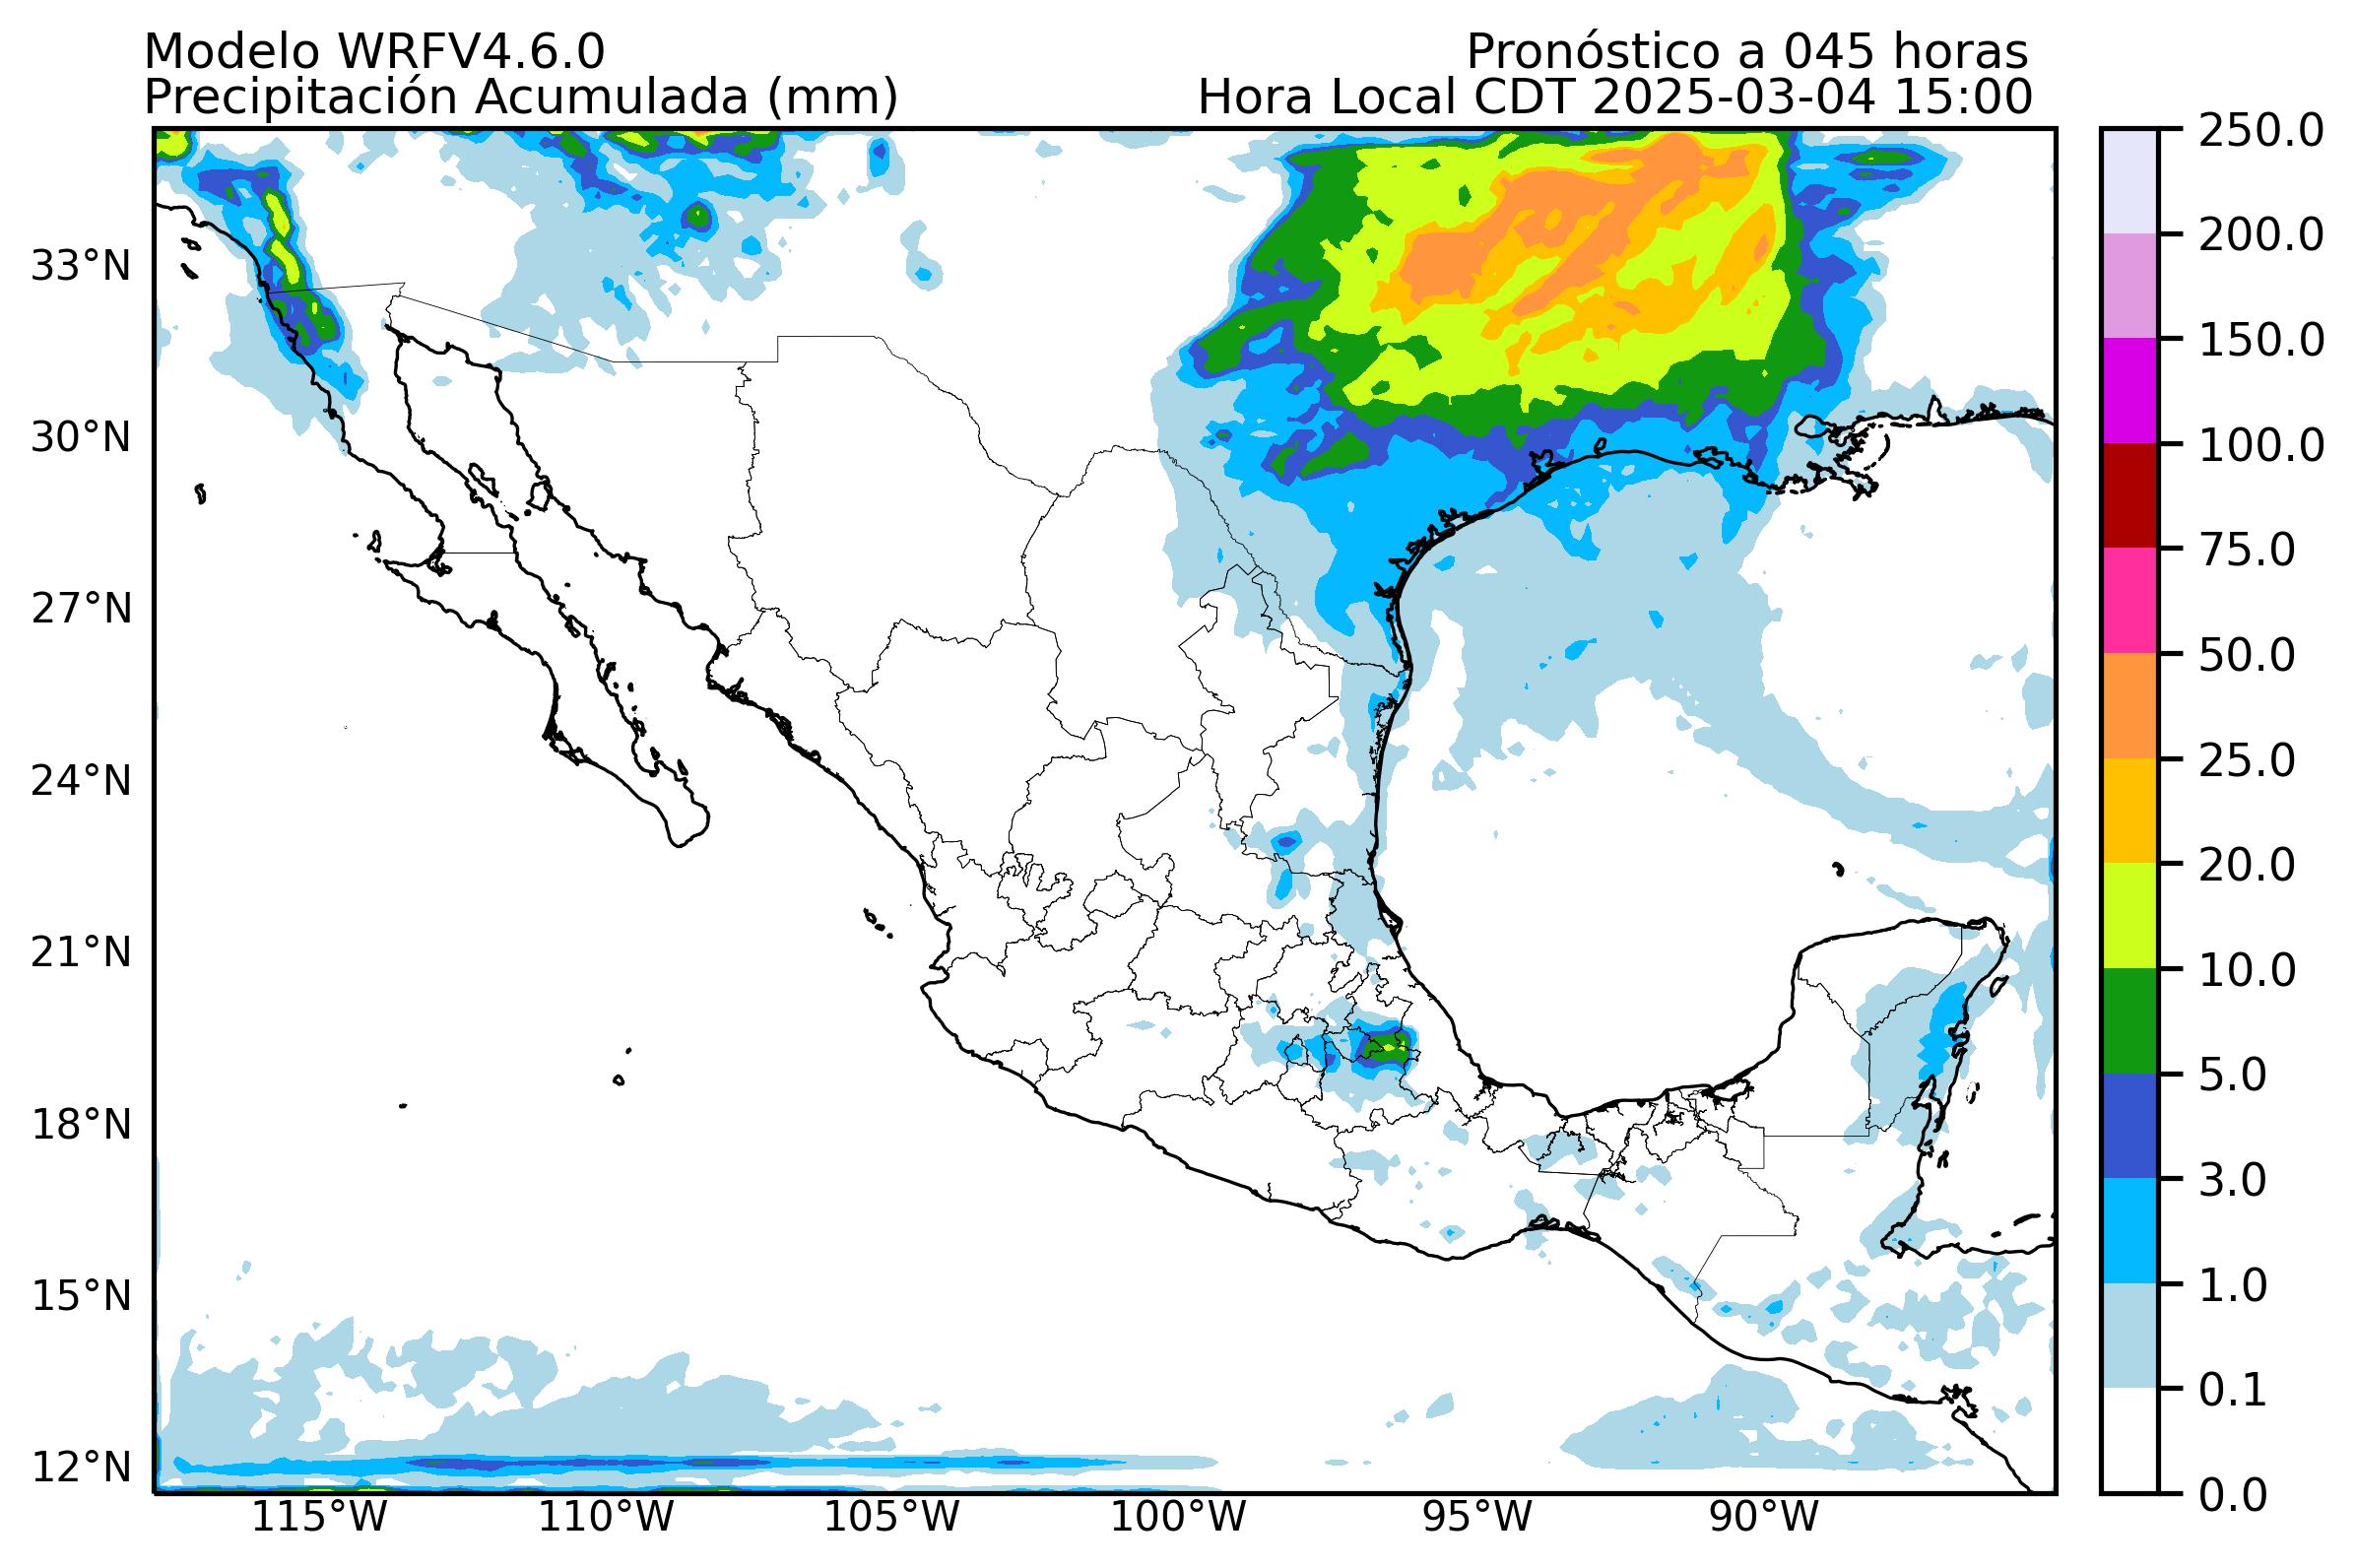 Modelo WRFV4.6.0
Pronóstico a 045 horas
Precipitación Acumulada (mm)
Hora Local CDT 2025-03-04 15:00
33°N
30°N
27°N
24°N
21°N
18°N
15°N
12°N
115°W
110°W
105°W
100°W
95°W
90°W
250.0
200.0
150.0
100.0
75.0
50.0
25.0
20.0
10.0
5.0
3.0
1.0
0.1
0.0